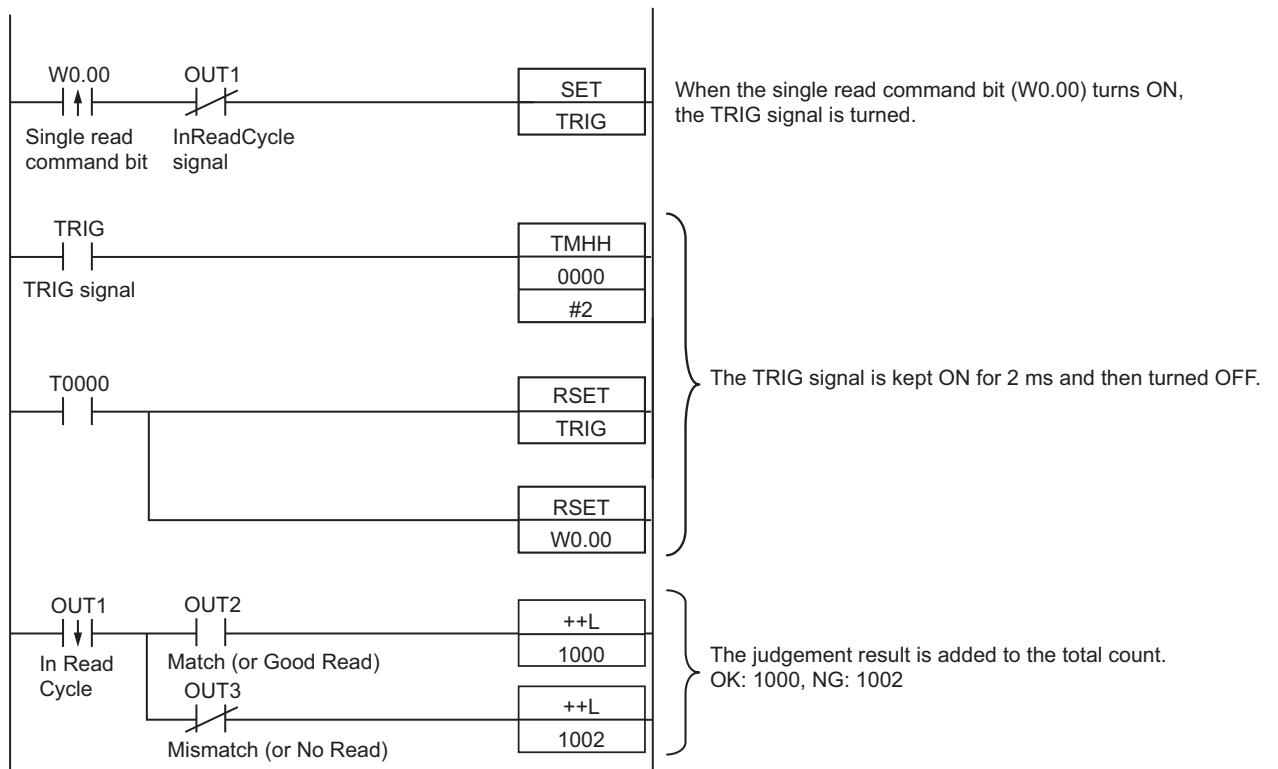 W0.00
OUT1
SET
TRIG
Single read
command bit
InReadCycle
signal
When the single read command bit (W0.00) turns ON,
the TRIG signal is turned.
TRIG
TRIG signal
TMHH
0000
#2
T0000
RSET
TRIG
RSET
W0.00
The TRIG signal is kept ON for 2 ms and then turned OFF.
OUT1
In Read
Cycle
OUT2
Match (or Good Read)
++L
1000
OUT3
Mismatch (or No Read)
++L
1002
The judgement result is added to the total count.
OK: 1000, NG: 1002